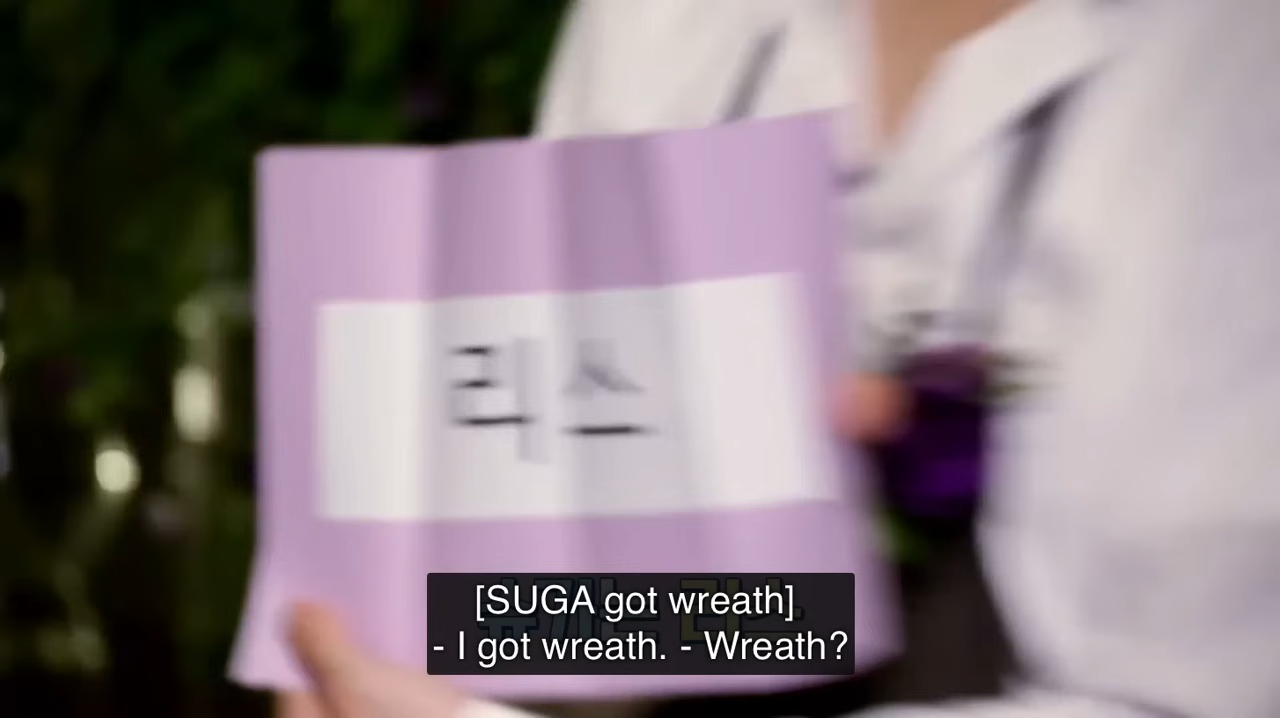 리스
[SUGA got wreath]
- I got wreath. - Wreath?